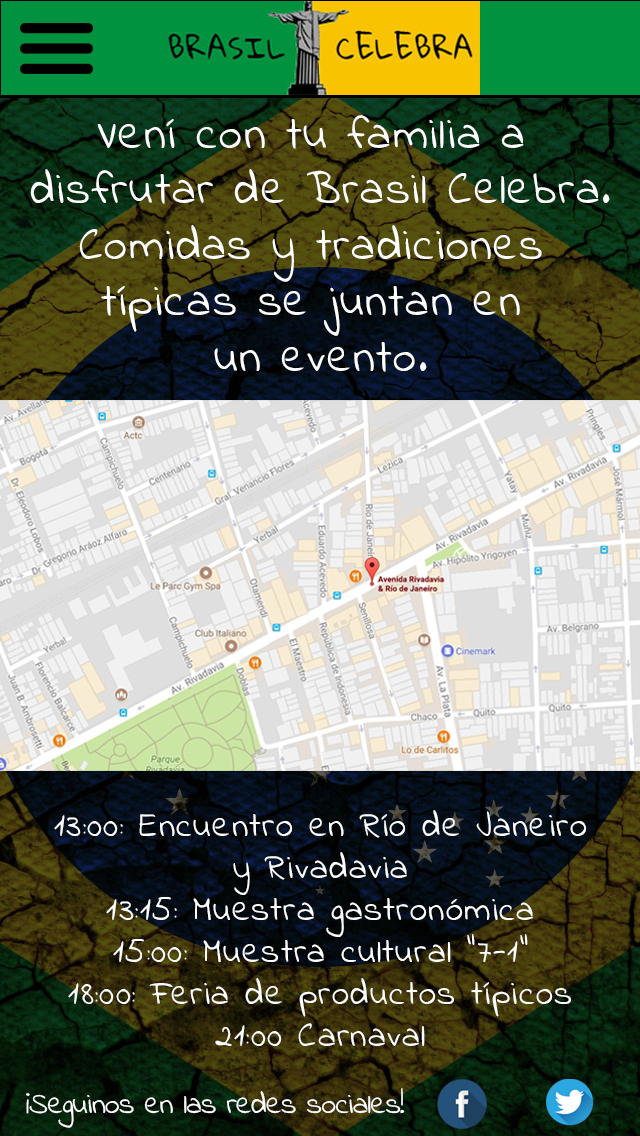 BRASIL CELEBRA
Vení con tu familia a
disfrutar de Brasil Celebra.
Comidas y tradiciones
típicas se juntan en
un evento.
Av. Avellaneda
Actc
Acevedo
Pringles
Bogotá
Campichuelo
Centenario
Lezica
Dr. Eleodoro Lobos
Gral. Venancio Flores
Yatay
Av. Rivadavia
José Mármol
Río de Janeiro
Yerbal
Eduardo Acevedo
Muñiz
Dr. Gregorio Aráoz Alfaro
Av. Rivadavia
Av. Hipólito Yrigoyen
Le Parc Gym Spa
Otamendi
Avenida Rivadavia
& Río de Janeiro
Senillosa
Campichuelo
Club Italiano
El Maestro
República de Indonesia
Av. Belgrano
Yerbal
Cinemark
Florencio Balcarce
Av. Rivadavia
Doblas
Av. La Plata
Juan B. Ambrosetti
Chaco
Quito
Quito
Lo de Carlitos
Parque
Rivadavia
13:00: Encuentro en Río de Janeiro
y Rivadavia
13:15: Muestra gastronómica
15:00: Muestra cultural "7-1"
18:00: Feria de productos típicos
21:00 Carnaval
¡Seguinos en las redes sociales!
f